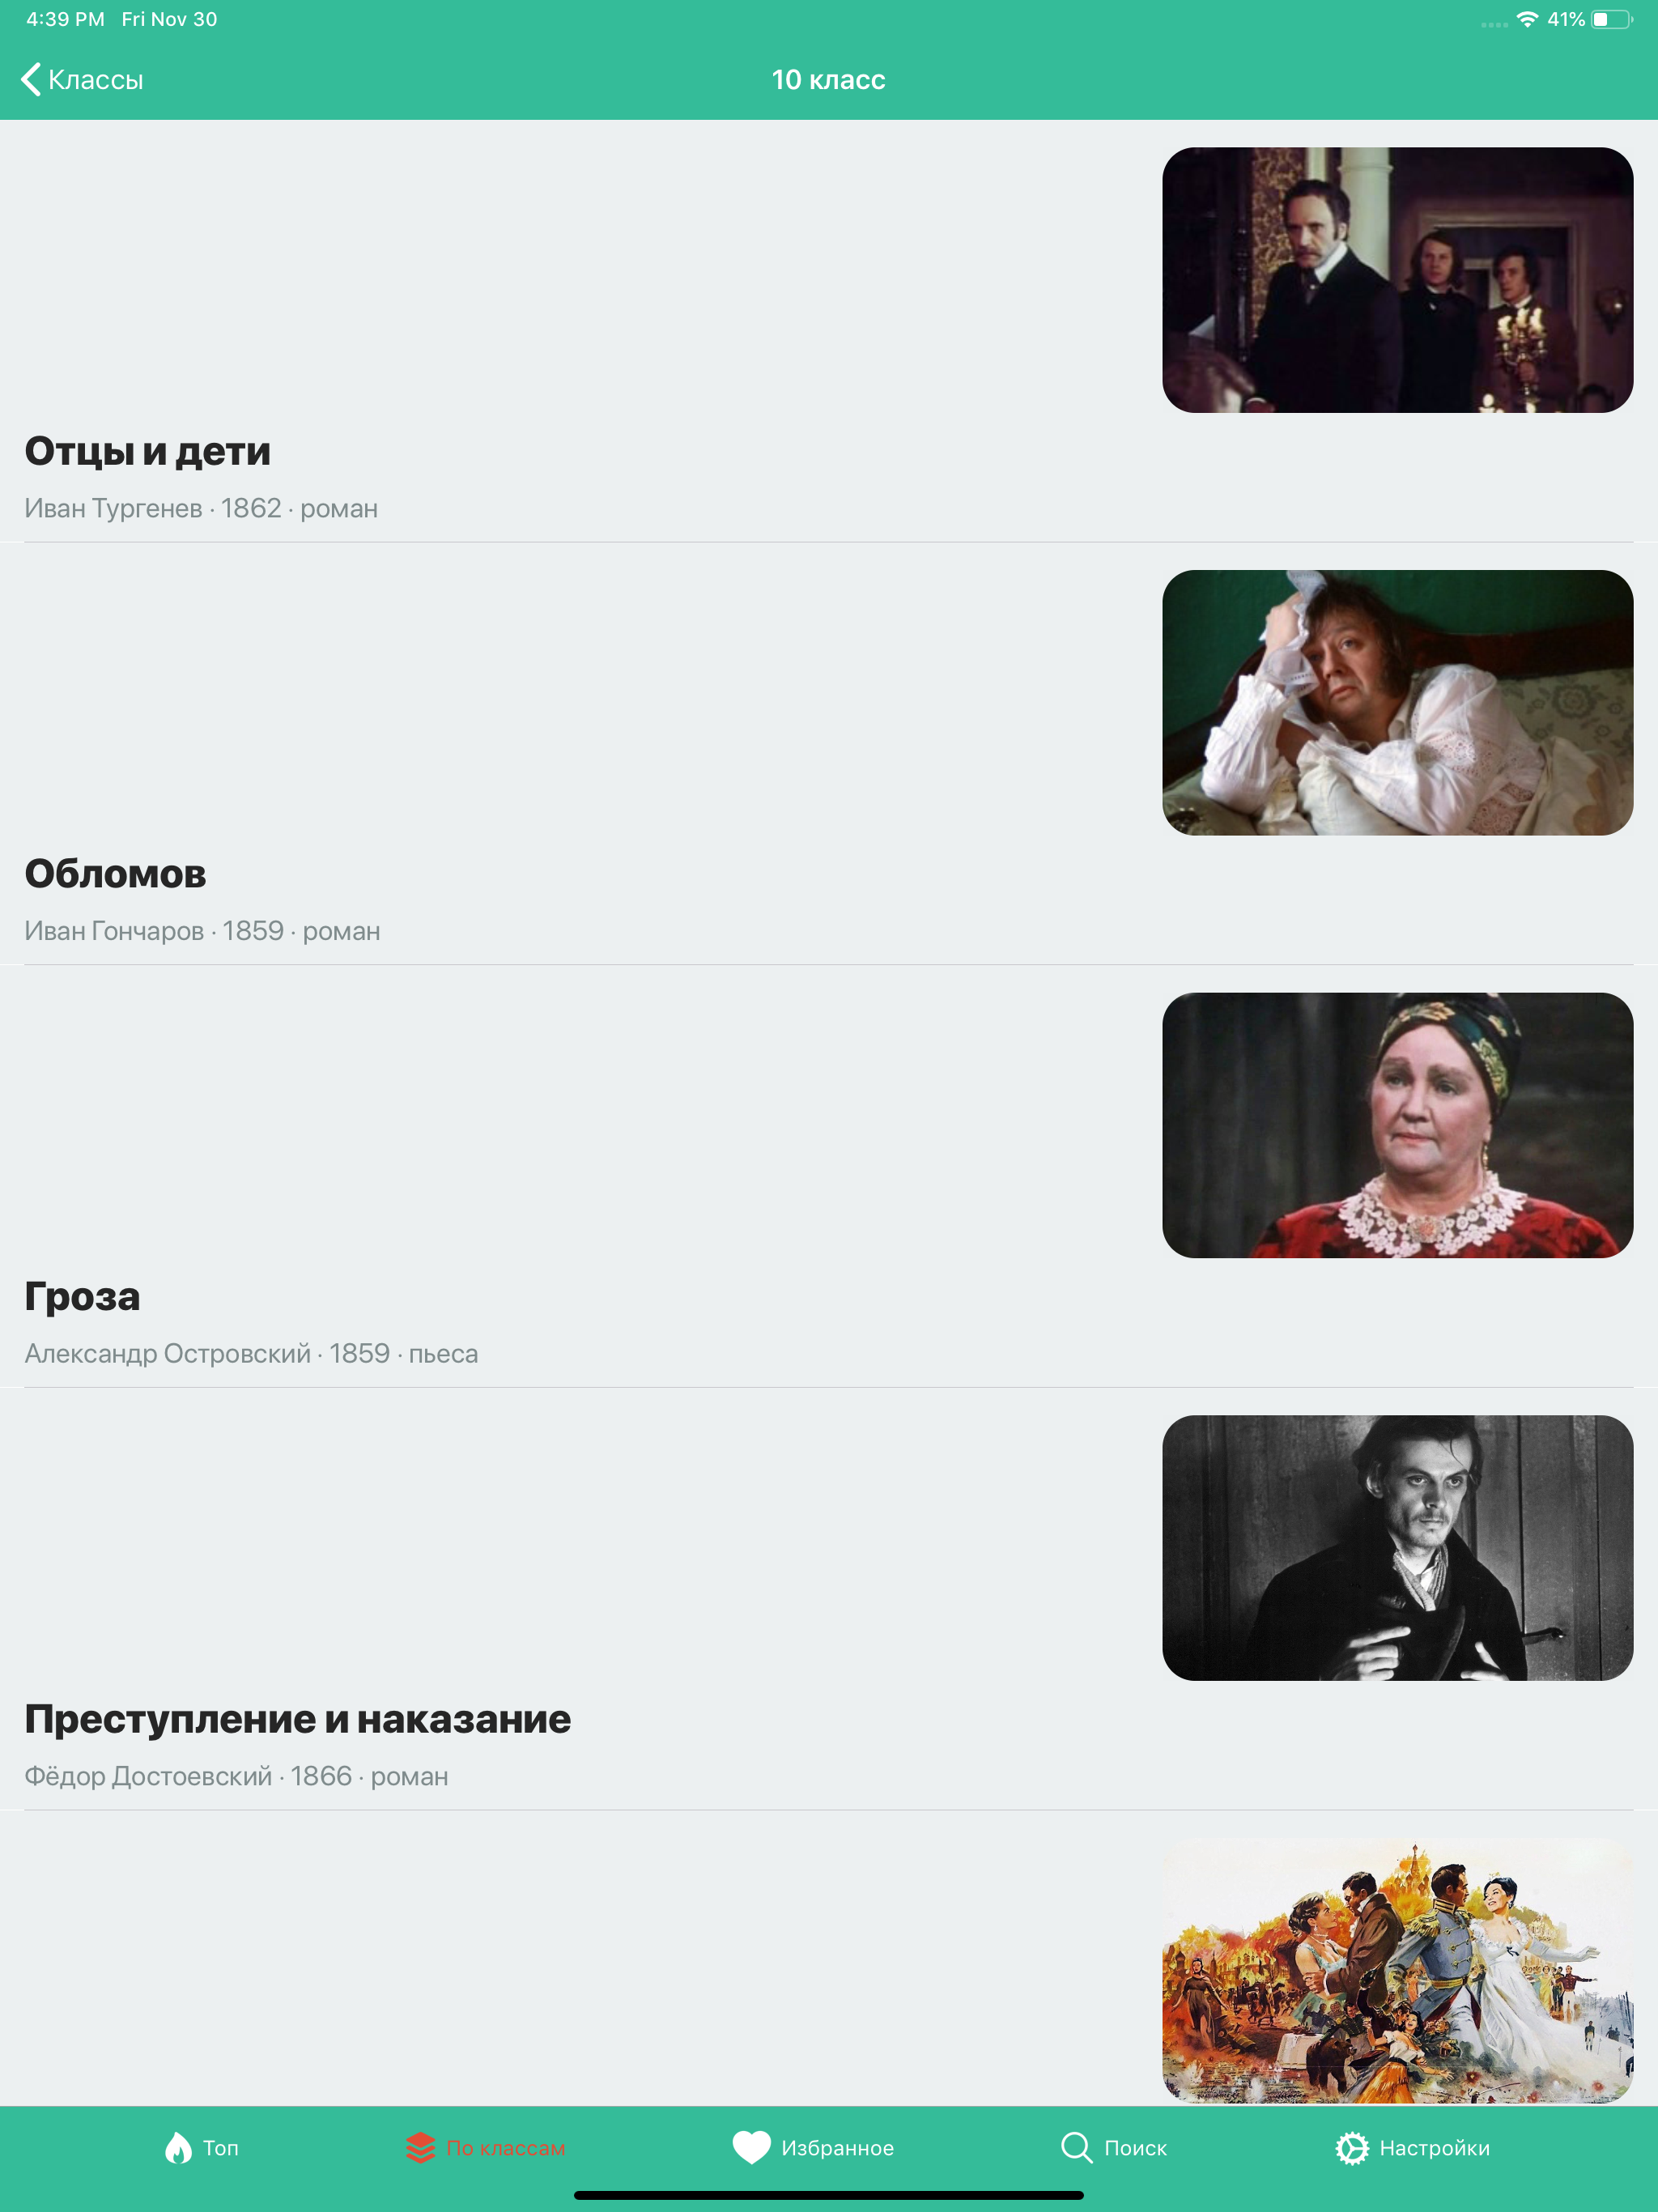 4:39 PM Fri Nov 30 41%
Классы 10 класс
Отцы и дети
Иван Тургенев · 1862 · роман
Обломов
Иван Гончаров · 1859 · роман
Гроза
Александр Островский · 1859 · пьеса
Преступление и наказание
Фёдор Достоевский · 1866 · роман
Топ По классам Избранное Поиск Настройки